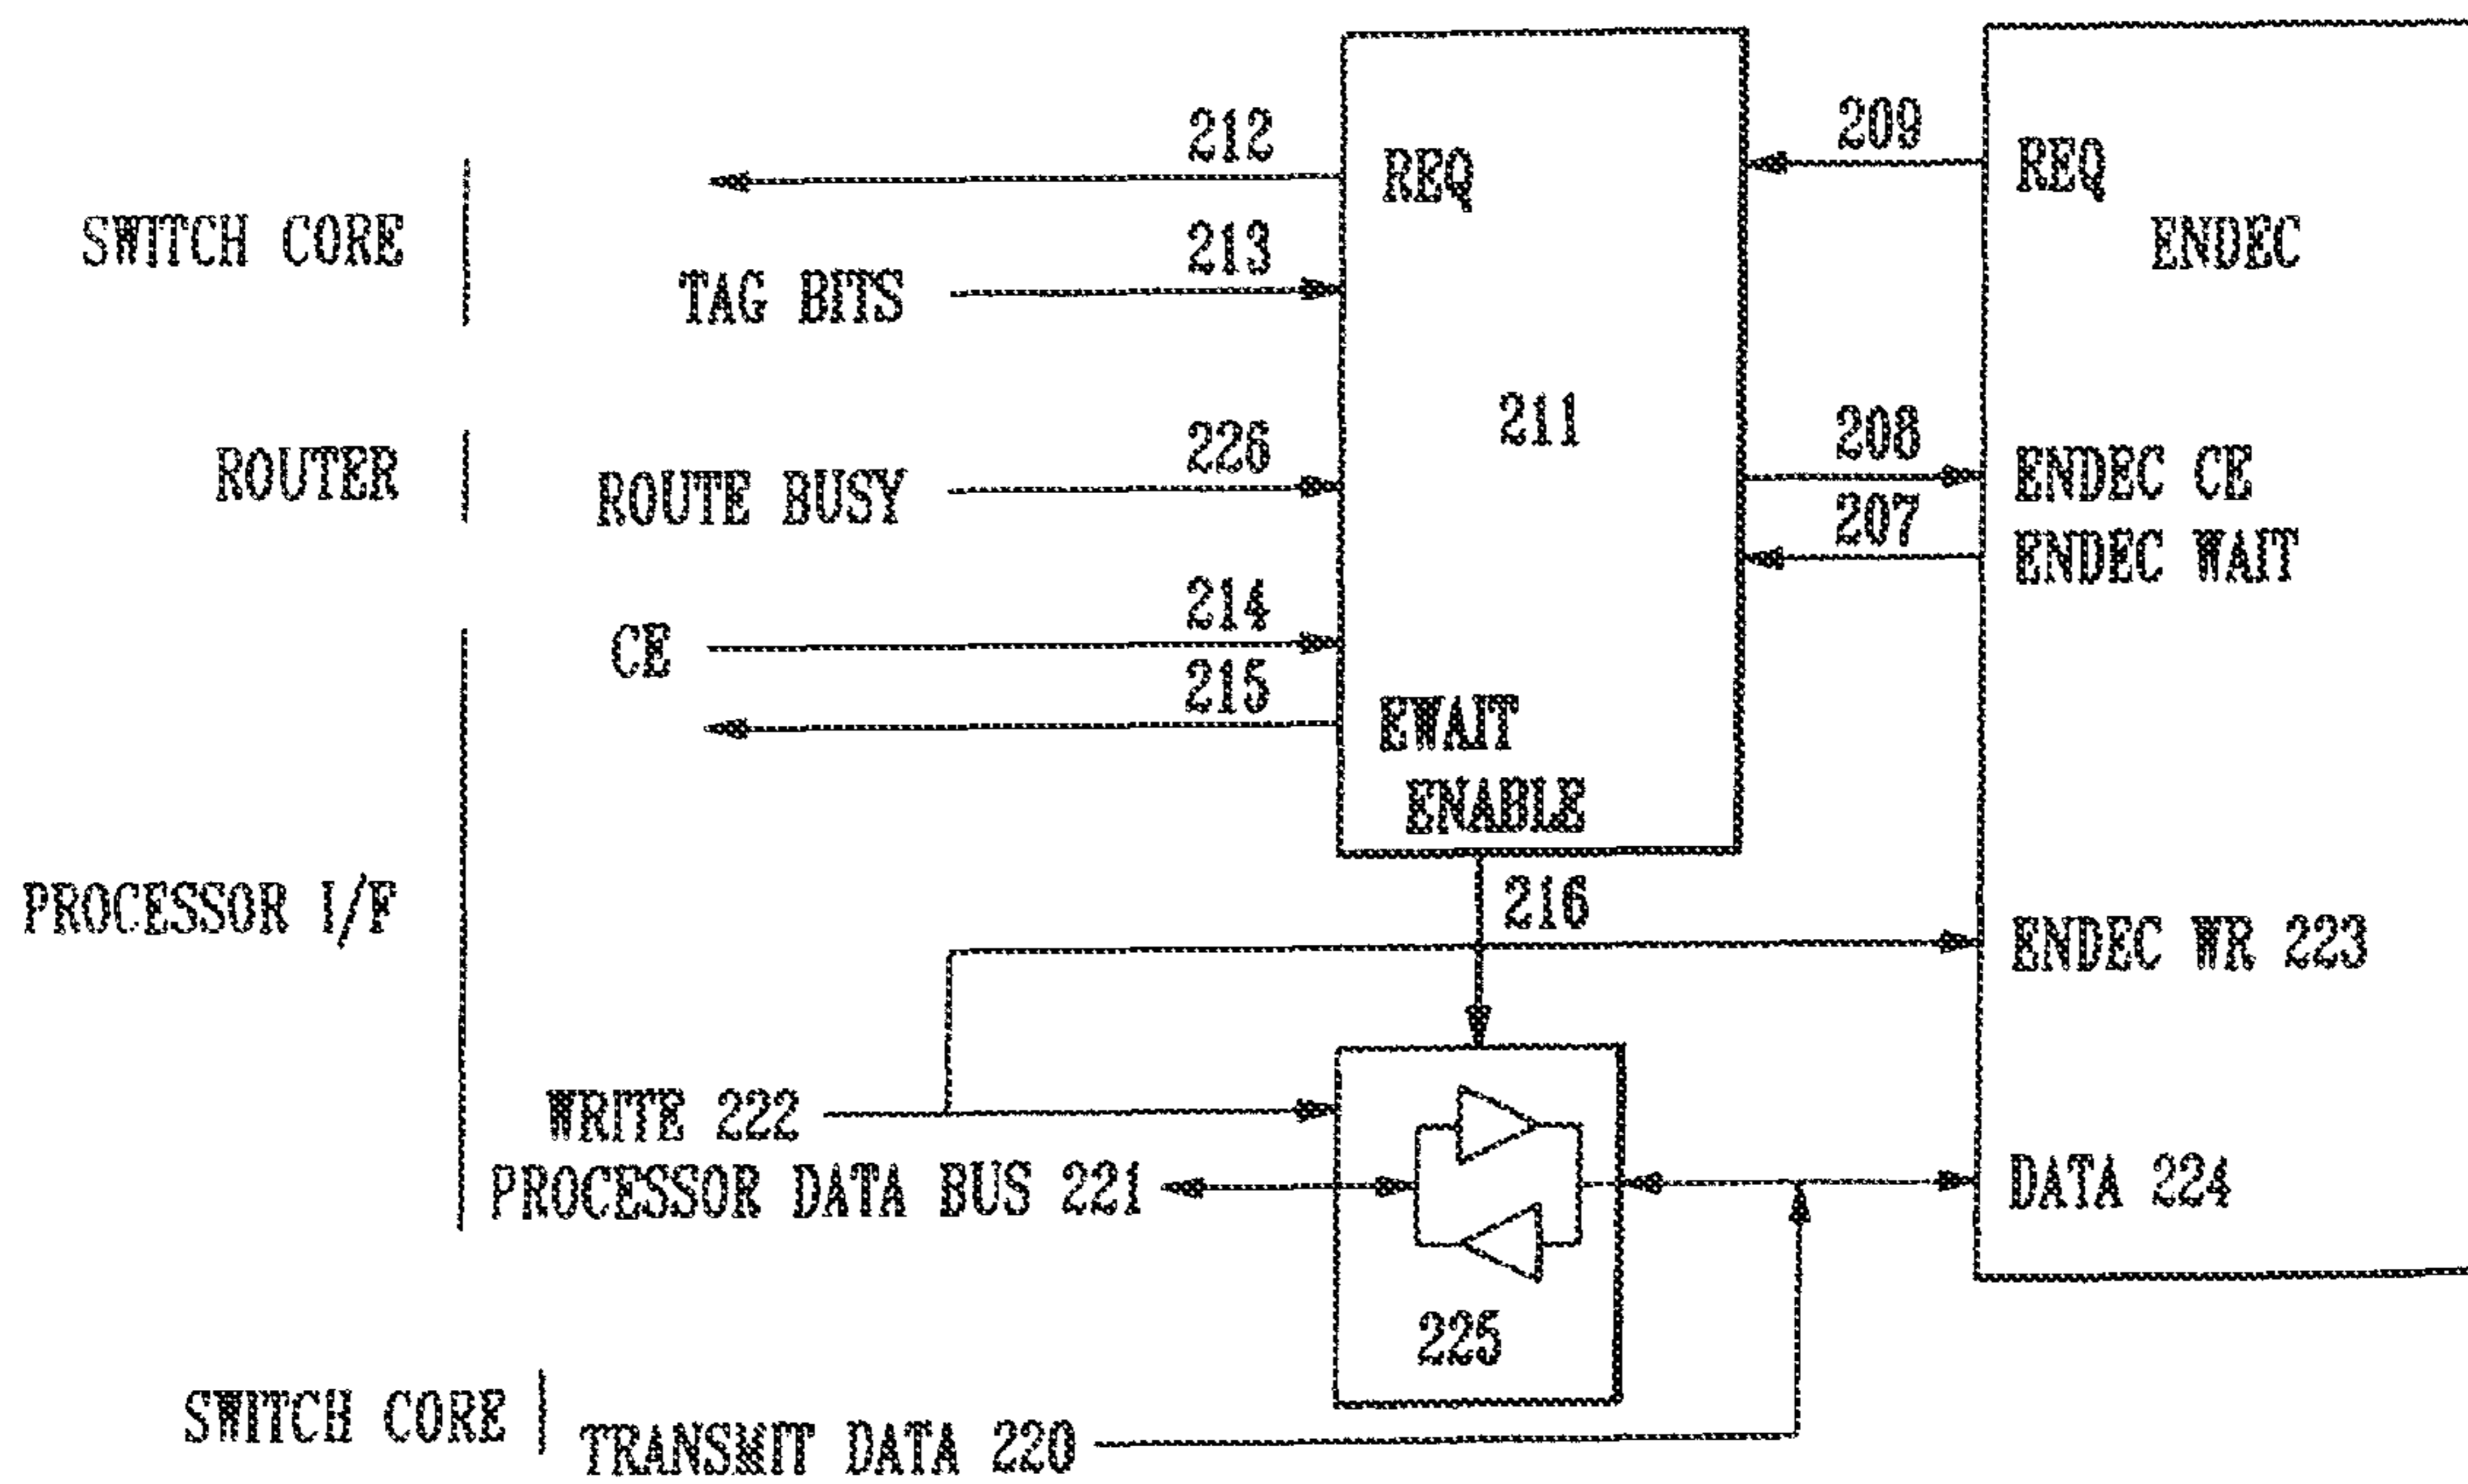 209
212
REQ
REQ
SWITCH CORE
213
ENDEC
TAG BITS
211
208
226
ROUTER
ROUTE BUSY
ENDEC CE
207
ENDEC WAIT
214
CE
215
EWAIT
ENABLE
PROCESSOR I/F
216
ENDEC WR 223
WRITE 222
PROCESSOR DATA BUS 221
DATA 224
225
SWITCH CORE
TRANSMIT DATA 220